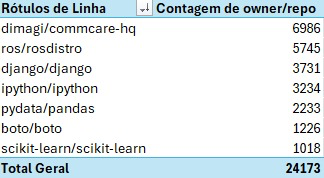 Rótulos de Linha Contagem de owner/repo
dimagi/commcare-hq 6986
ros/rosdistro 5745
django/django 3731
ipython/ipython 3234
pydata/pandas 2233
boto/boto 1226
scikit-learn/scikit-learn 1018
Total Geral 24173